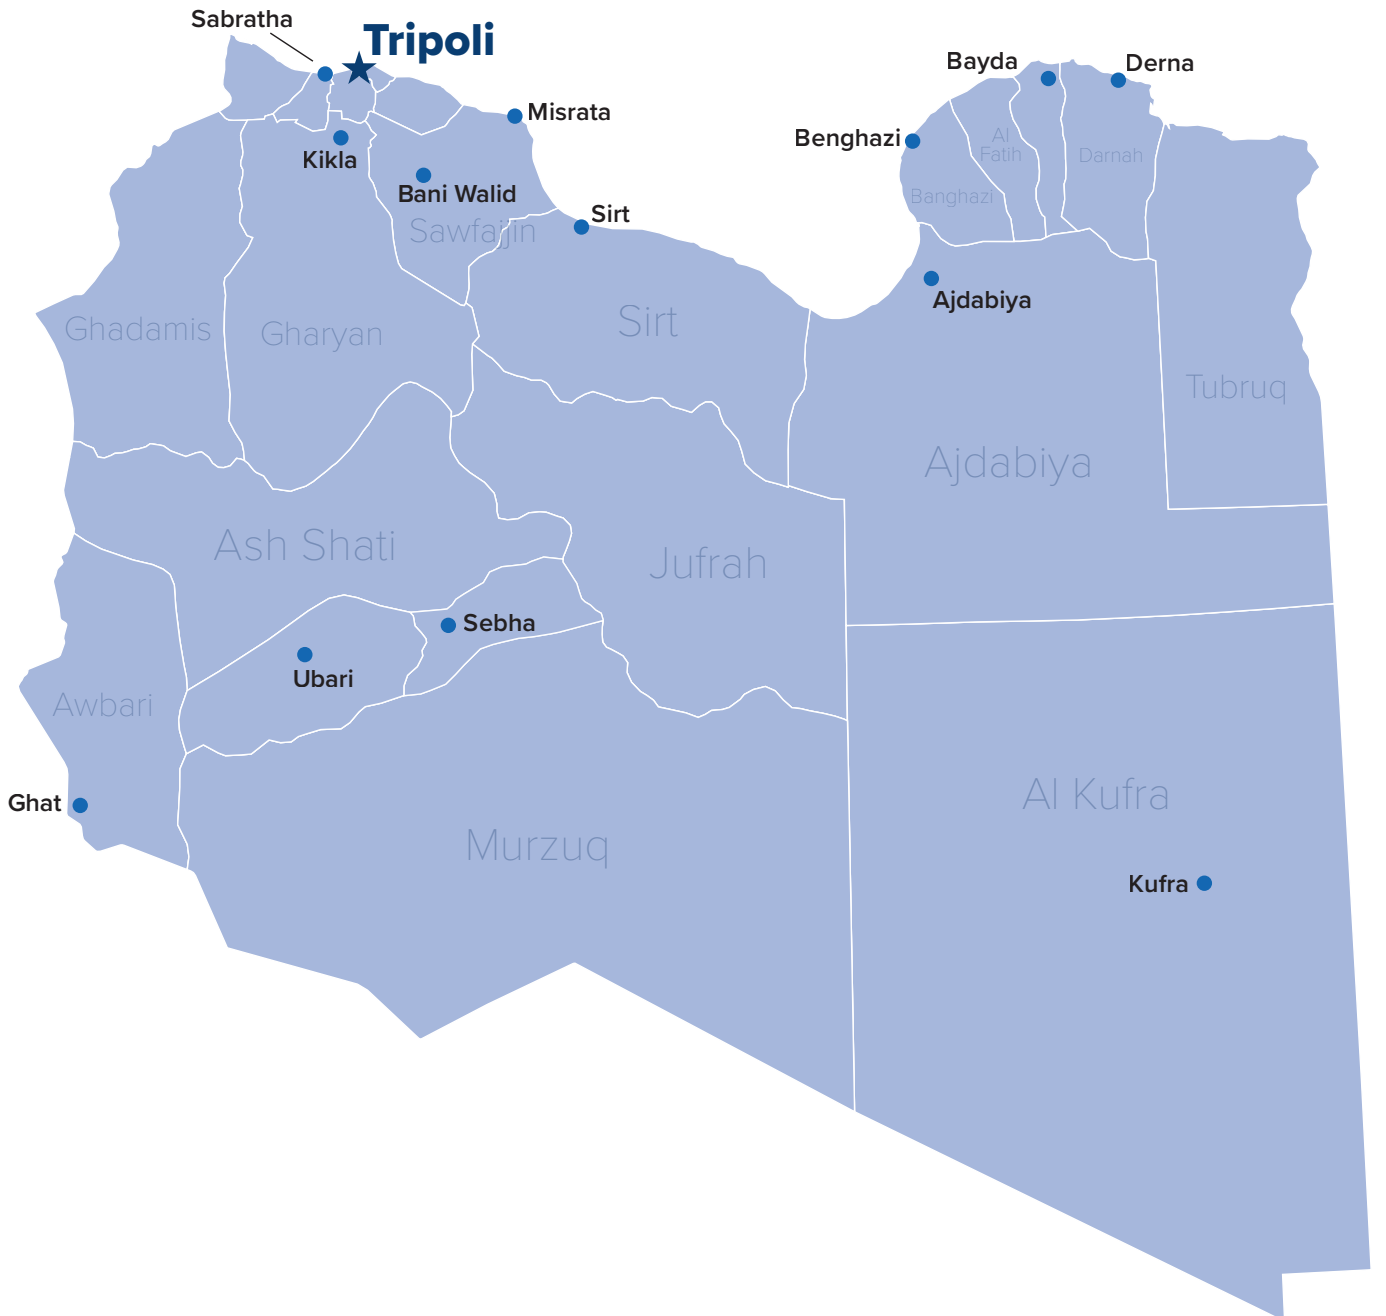 Sabratha
Tripoli
Bayda
Derna
Misrata
Benghazi
Al
Fatih
Kikla
Darnah
Bani Walid
Banghazi
Sirt
Sawfajjin
Ajdabiya
Ghadamis
Gharyan
Sirt
Tubruq
Ajdabiya
Ash Shati
Jufrah
Sebha
Ubari
Awbari
Ghat
Al Kufra
Murzuq
Kufra